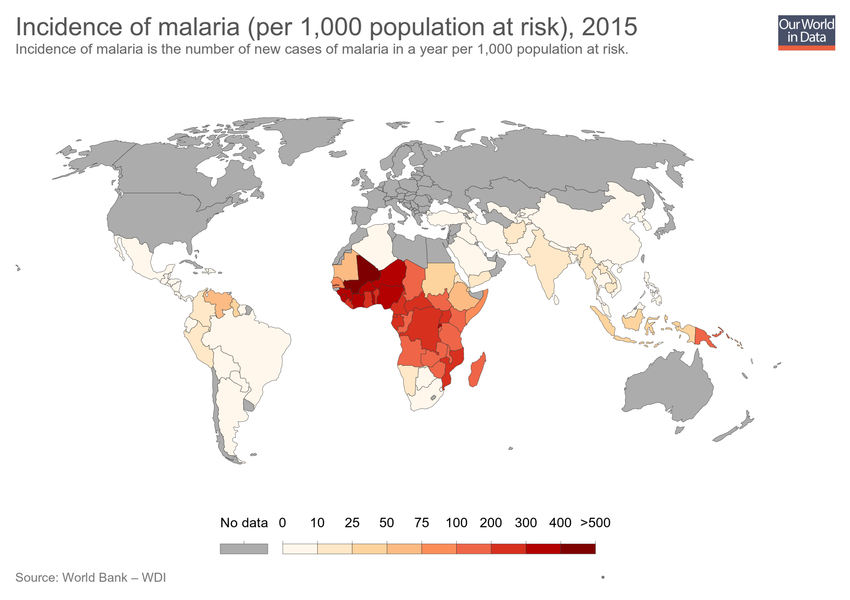 Incidence of malaria (per 1,000 population at risk), 2015
Incidence of malaria is the number of new cases of malaria in a year per 1,000 population at risk.
Our World
in Data
No data 0 10 25 50 75 100 200 300 400 >500
Source: World Bank – WDI